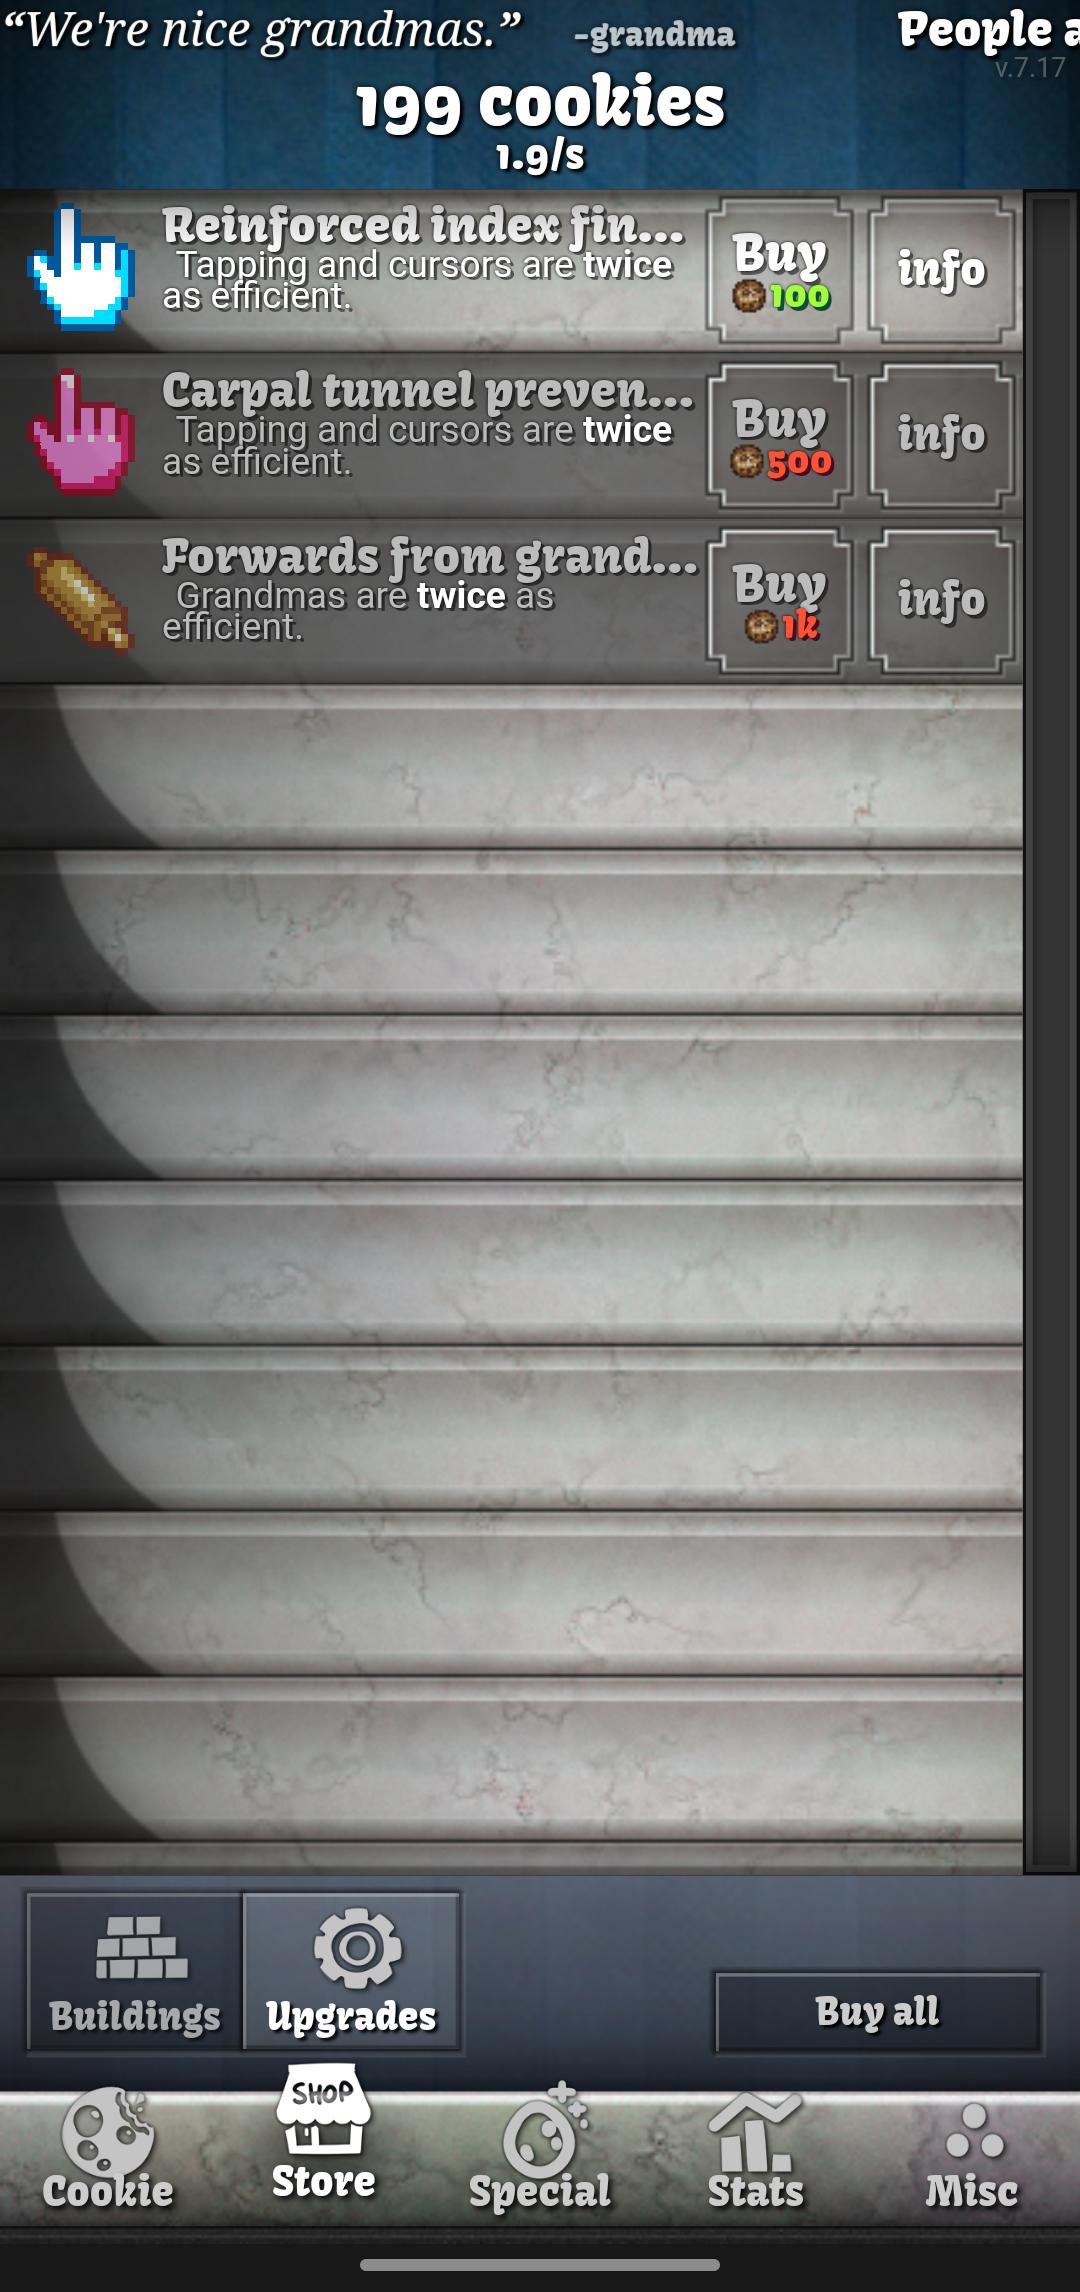 “We're nice grandmas.” -grandma People a
v.7.17
199 cookies
1.9/s
Reinforced index fin...
Tapping and cursors are twice
as efficient.
Buy
100
info
Carpal tunnel preven...
Tapping and cursors are twice
as efficient.
Buy
500
info
Forwards from grand...
Grandmas are twice as
efficient.
Buy
1k
info
Buildings
Upgrades
Buy all
SHOP
Cookie
Store
Special
Stats
Misc